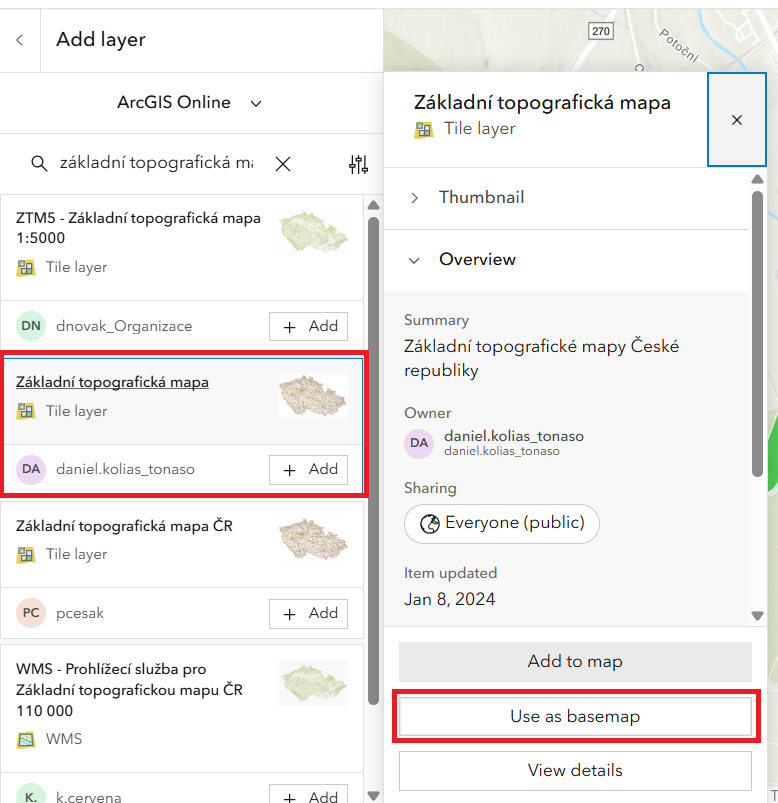 Add layer
ArcGIS Online
základní topografická ma
ZTM5 - Základní topografická mapa
1:5000
Tile layer
DN
dnovak_Organizace
+ Add
Základní topografická mapa
Tile layer
DA
daniel.kolias_tonaso
+ Add
Základní topografická mapa ČR
Tile layer
PC
pcesak
+ Add
WMS - Prohlížecí služba pro
Základní topografickou mapu ČR
110 000
WMS
K.
k.cervena
+ Add
270
Potoční
Základní topografická mapa
Tile layer
Thumbnail
Overview
Summary
Základní topografické mapy České
republiky
Owner
DA
daniel.kolias_tonaso
daniel.kolias_tonaso
Sharing
Everyone (public)
Item updated
Jan 8, 2024
Add to map
Use as basemap
View details